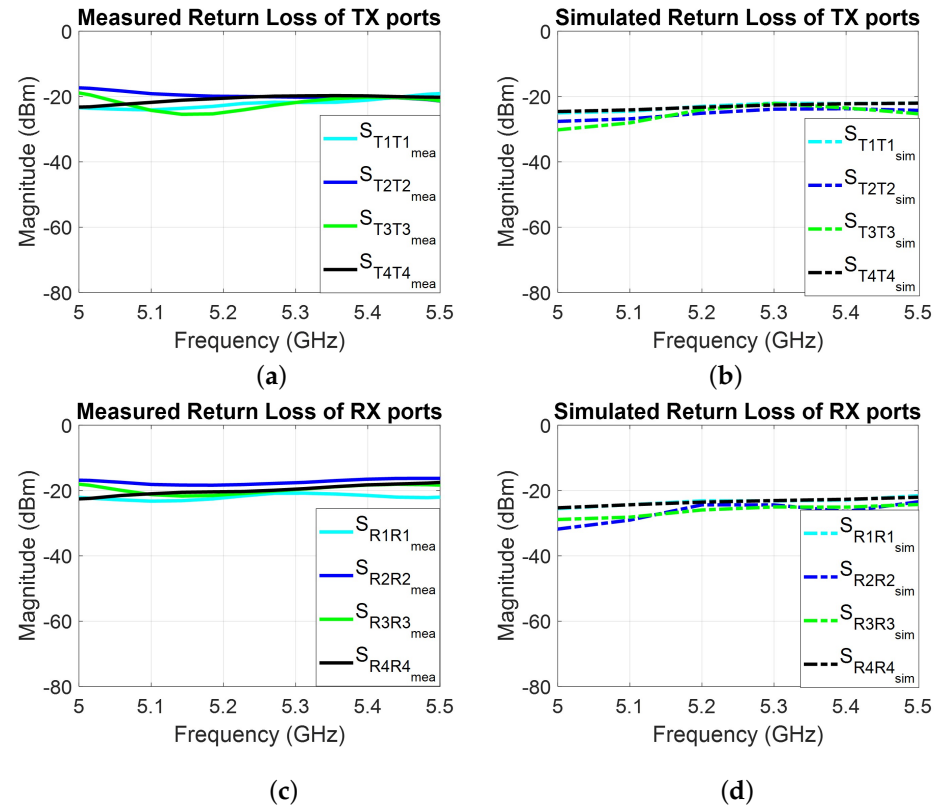 Measured Return Loss of TX ports
0
-20
-40
-60
-80
Magnitude (dBm)
S_T1T1_mea
S_T2T2_mea
S_T3T3_mea
S_T4T4_mea
5 5.1 5.2 5.3 5.4 5.5
Frequency (GHz)
(a)
Simulated Return Loss of TX ports
0
-20
-40
-60
-80
Magnitude (dBm)
S_T1T1_sim
S_T2T2_sim
S_T3T3_sim
S_T4T4_sim
5 5.1 5.2 5.3 5.4 5.5
Frequency (GHz)
(b)
Measured Return Loss of RX ports
0
-20
-40
-60
-80
Magnitude (dBm)
S_R1R1_mea
S_R2R2_mea
S_R3R3_mea
S_R4R4_mea
5 5.1 5.2 5.3 5.4 5.5
Frequency (GHz)
(c)
Simulated Return Loss of RX ports
0
-20
-40
-60
-80
Magnitude (dBm)
S_R1R1_sim
S_R2R2_sim
S_R3R3_sim
S_R4R4_sim
5 5.1 5.2 5.3 5.4 5.5
Frequency (GHz)
(d)